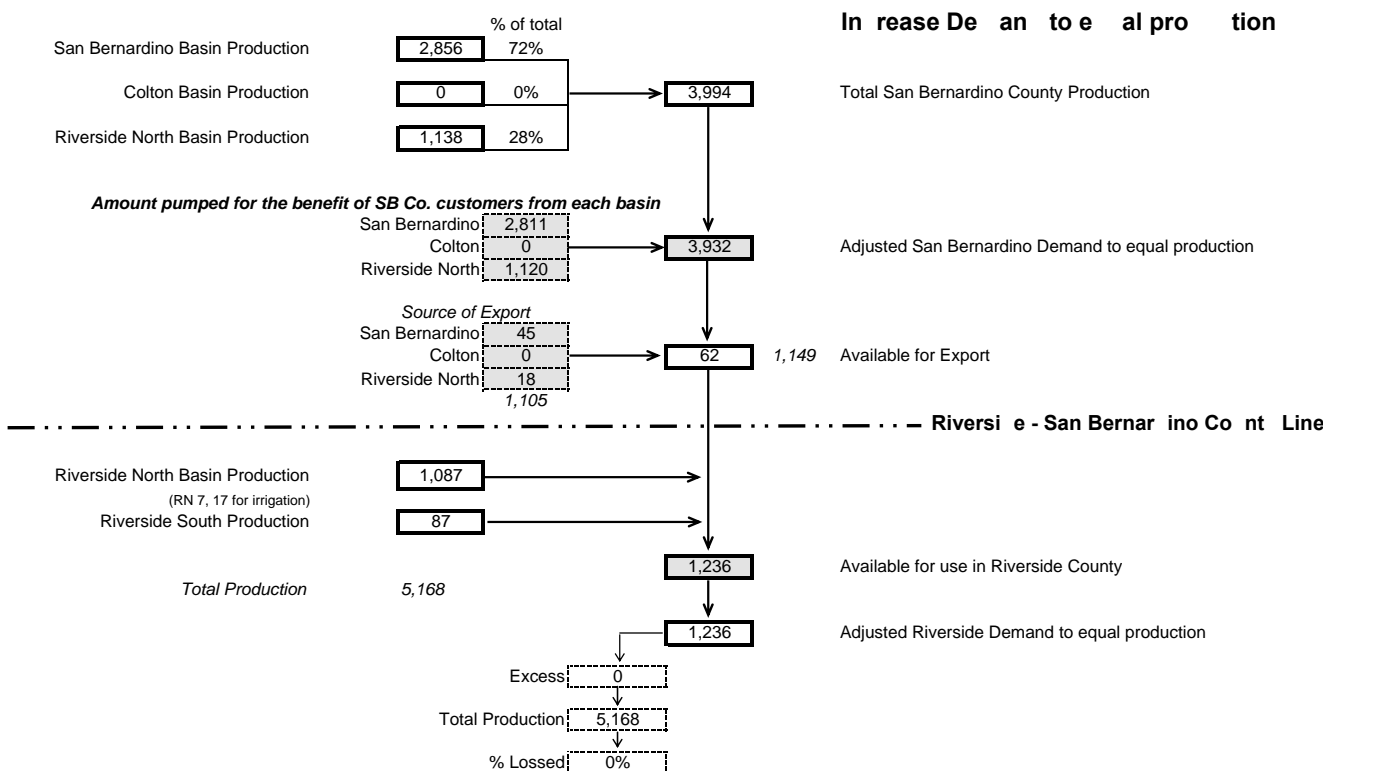 % of total
In rease De an to e al pro tion
San Bernardino Basin Production 2,856 72%
Colton Basin Production 0 0% 3,994 Total San Bernardino County Production
Riverside North Basin Production 1,138 28%
Amount pumped for the benefit of SB Co. customers from each basin
San Bernardino 2,811
Colton 0 3,932 Adjusted San Bernardino Demand to equal production
Riverside North 1,120
Source of Export
San Bernardino 45
Colton 0 62 1,149 Available for Export
Riverside North 18
1,105
Riversi e - San Bernar ino Co nt Line
Riverside North Basin Production 1,087
(RN 7, 17 for irrigation)
Riverside South Production 87
1,236 Available for use in Riverside County
Total Production 5,168
1,236 Adjusted Riverside Demand to equal production
Excess 0
Total Production 5,168
% Lossed 0%